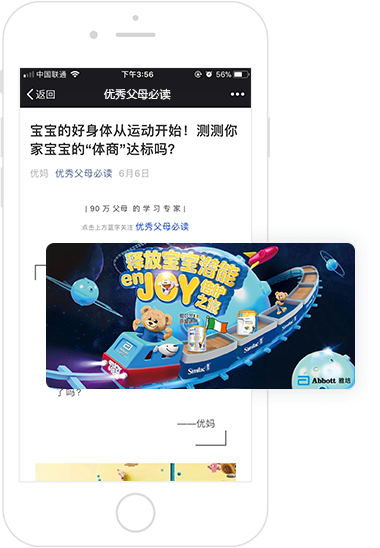 中国联通 下午3:56 56%
返回 优秀父母必读
宝宝的好身体从运动开始！测测你
家宝宝的“体商”达标吗?
优妈 优秀父母必读 6月6日
| 90 万 父母 的 学 习 专 家 |
点击上方蓝字关注 优秀父母必读
释放宝宝潜能
enJOY
之旅
Similac
Similac
Abbott 雅培
了吗？
——优妈